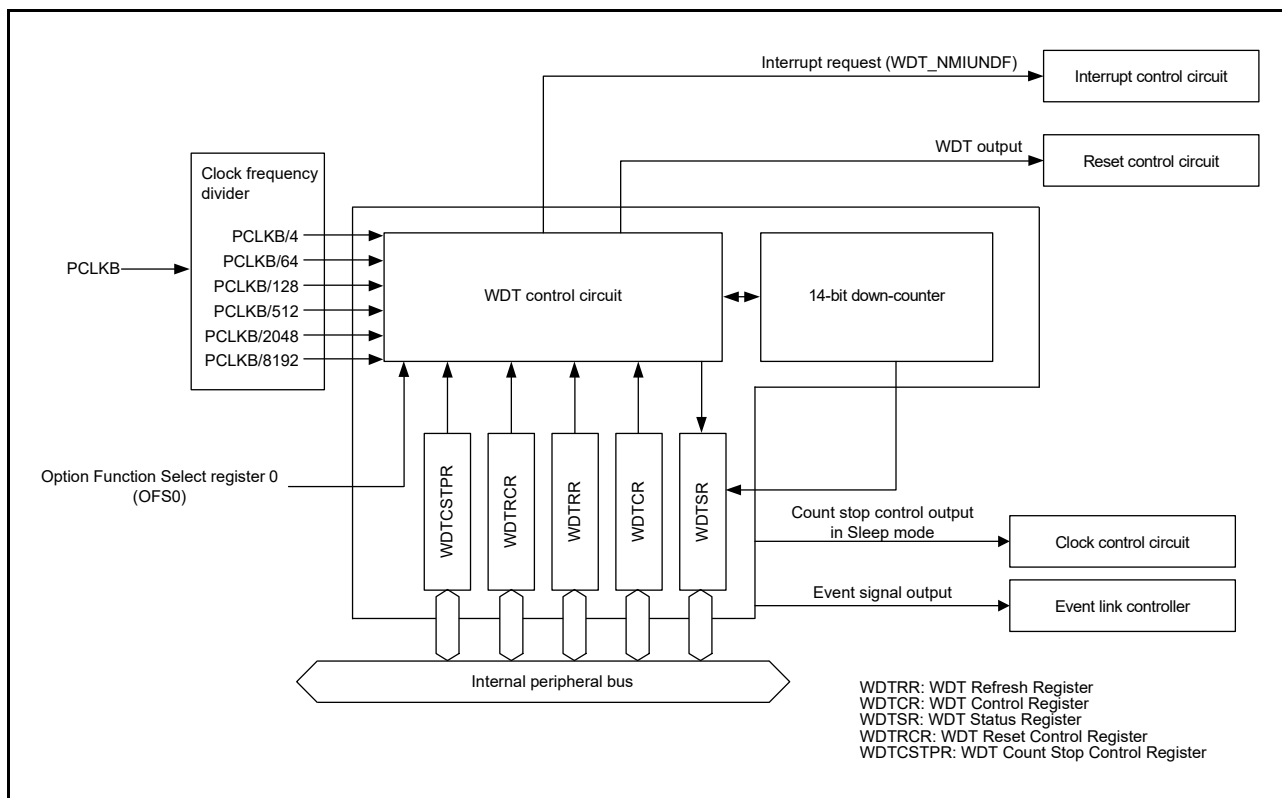 Interrupt request (WDT_NMIUNDF)
Interrupt control circuit
WDT output
Reset control circuit
Clock frequency
divider
PCLKB
PCLKB/4
PCLKB/64
PCLKB/128
PCLKB/512
PCLKB/2048
PCLKB/8192
WDT control circuit
14-bit down-counter
Option Function Select register 0
(OFS0)
WDTCSTPR
WDTRCR
WDTRR
WDTCR
WDTSR
Count stop control output
in Sleep mode
Clock control circuit
Event signal output
Event link controller
Internal peripheral bus
WDTRR: WDT Refresh Register
WDTCR: WDT Control Register
WDTSR: WDT Status Register
WDTRCR: WDT Reset Control Register
WDTCSTPR: WDT Count Stop Control Register